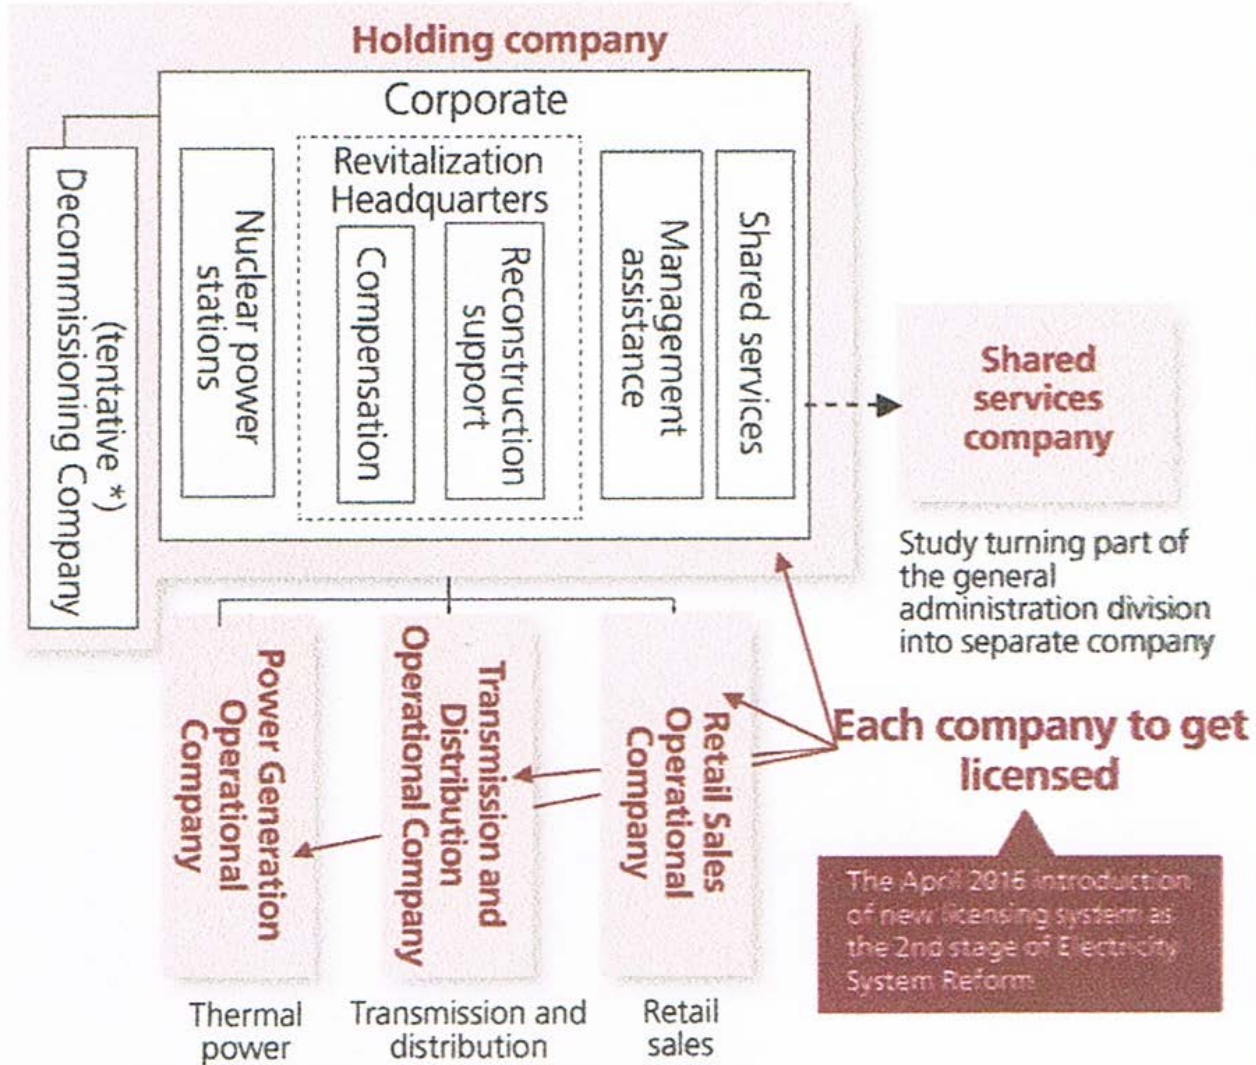 Holding company
Corporate
Decommissioning Company
(tentative *)
Nuclear power
stations
Revitalization
Headquarters
Compensation
Reconstruction
support
Management
assistance
Shared services
Shared
services
company
Study turning part of
the general
administration division
into separate company
Power Generation
Operational
Company
Transmission and
Distribution
Operational Company
Retail Sales
Operational
Company
Each company to get
licensed
The April 2016 introduction
of new licensing system as
the 2nd stage of Electricity
System Reform
Thermal
power
Transmission and
distribution
Retail
sales